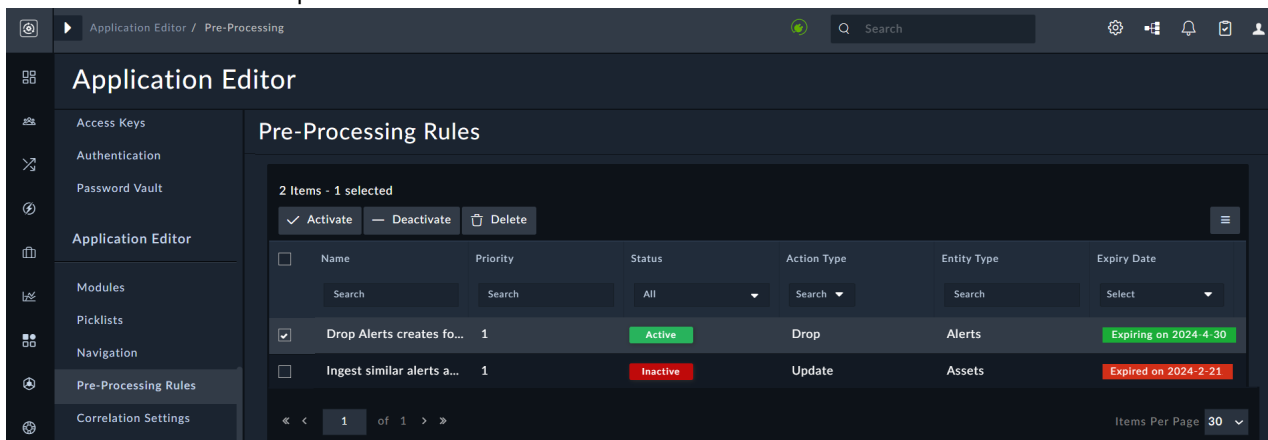 Application Editor / Pre-Processing
Search
Application Editor
Access Keys
Authentication
Password Vault
Application Editor
Modules
Picklists
Navigation
Pre-Processing Rules
Correlation Settings
Pre-Processing Rules
2 Items - 1 selected
Activate Deactivate Delete
Name Priority Status Action Type Entity Type Expiry Date
Search Search All Search Search Select
Drop Alerts creates fo... 1 Active Drop Alerts Expiring on 2024-4-30
Ingest similar alerts a... 1 Inactive Update Assets Expired on 2024-2-21
« < 1 of 1 > » Items Per Page 30